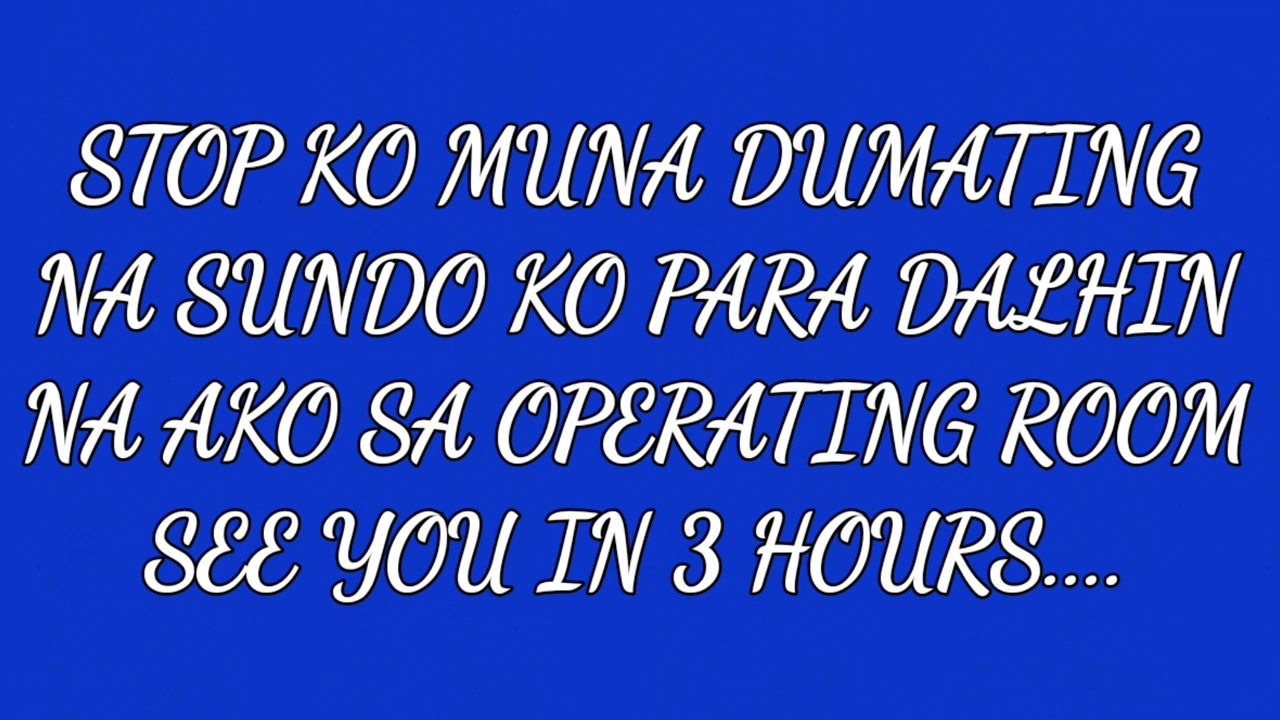 STOP KO MUNA DUMATING
NA SUNDO KO PARA DALHIN
NA AKO SA OPERATING ROOM
SEE YOU IN 3 HOURS....